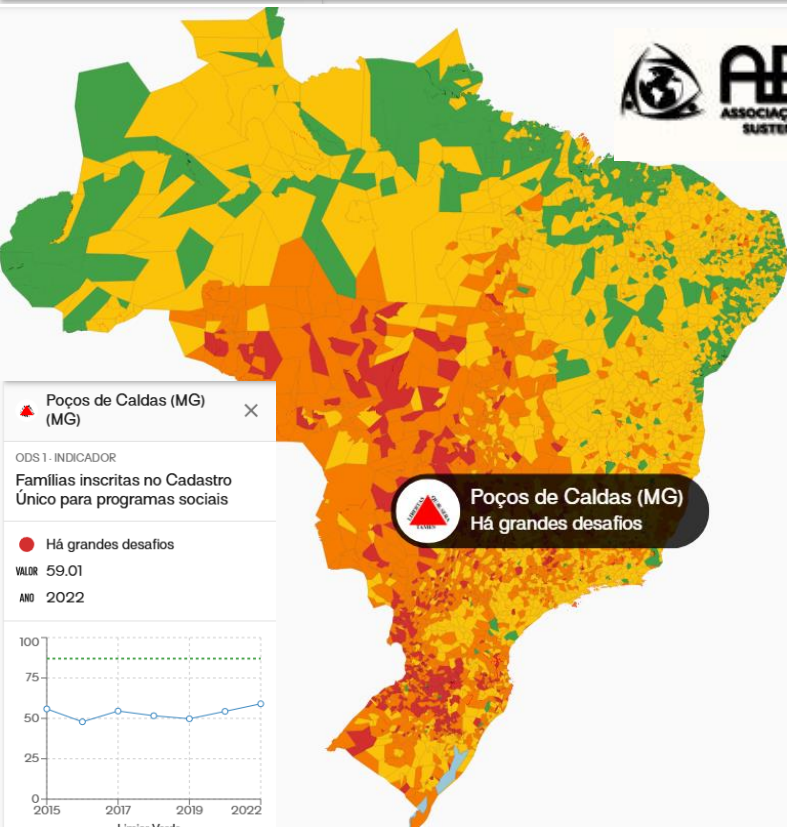 ASSOCIAÇ
SUSTE
Poços de Caldas (MG)
(MG)
ODS 1 - INDICADOR
Famílias inscritas no Cadastro
Único para programas sociais
Há grandes desafios
VALOR 59.01
ANO 2022
100
75
50
25
0
2015 2017 2019 2022
Poços de Caldas (MG)
Há grandes desafios